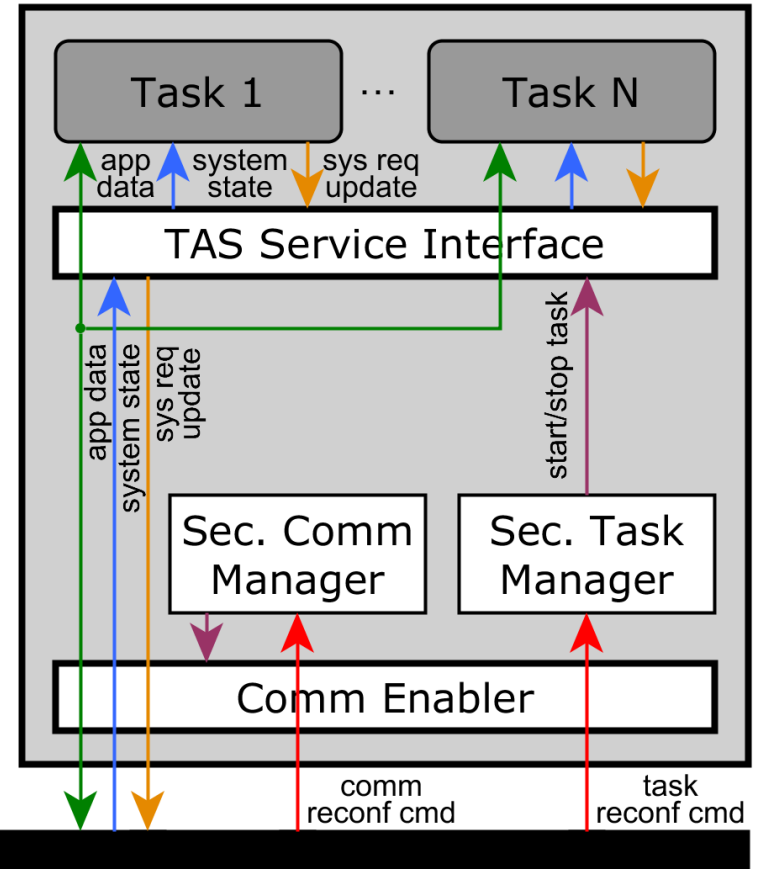 Task 1
...
Task N
app
data
system
state
sys req
update
TAS Service Interface
app data
system state
sys req
update
start/stop task
Sec. Comm
Manager
Sec. Task
Manager
Comm Enabler
comm
reconf cmd
task
reconf cmd